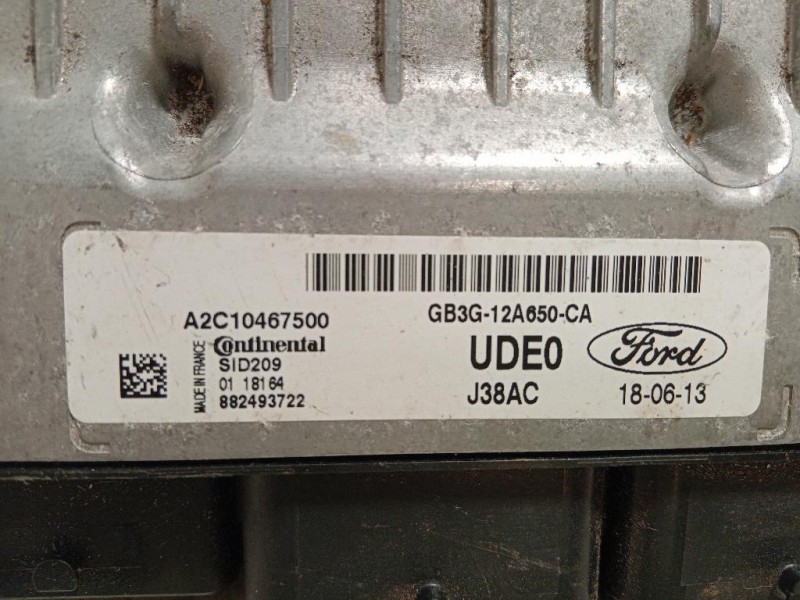 A2C10467500
GB3G-12A650-CA
MADE IN FRANCE
Continental
SID209
01 18164
882493722
UDE0
J38AC
Ford
18-06-13